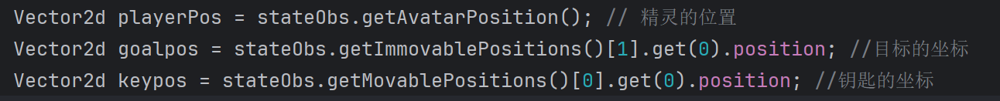 Vector2d playerPos = stateObs.getAvatarPosition(); // 精灵的位置
Vector2d goalpos = stateObs.getImmovablePositions()[1].get(0).position; //目标的坐标
Vector2d keypos = stateObs.getMovablePositions()[0].get(0).position; //钥匙的坐标